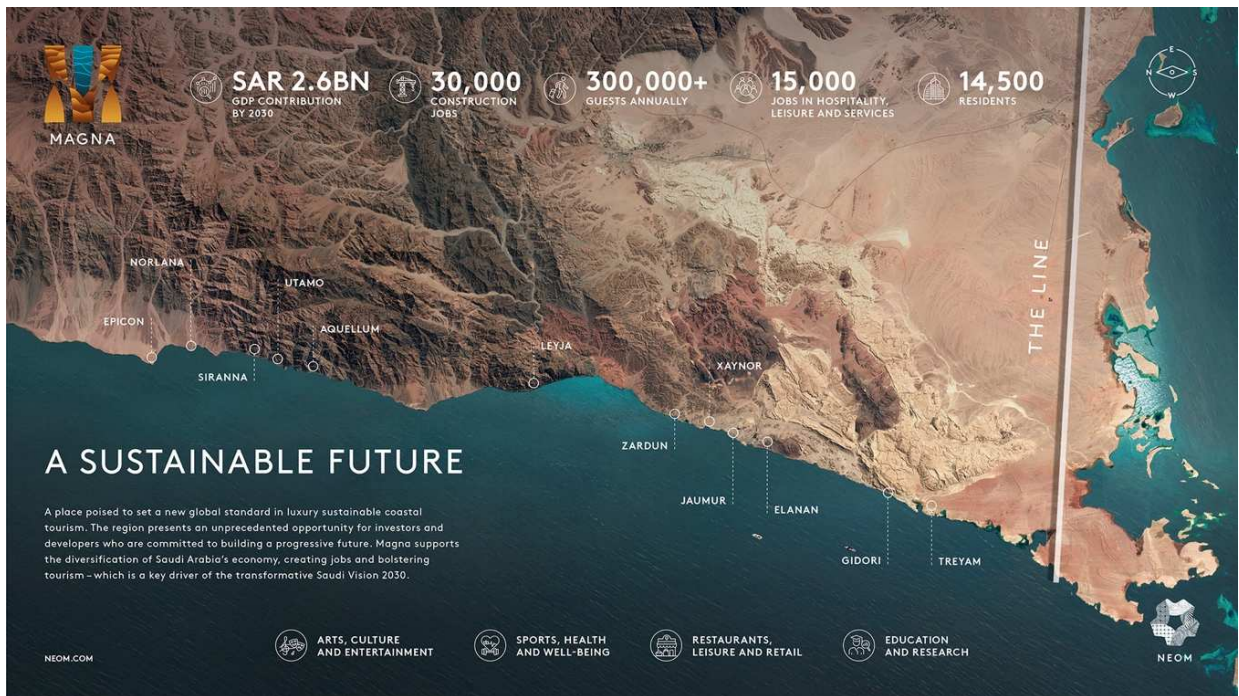 MAGNA
SAR 2.6BN
GDP CONTRIBUTION
BY 2030
30,000
CONSTRUCTION
JOBS
300,000+
GUESTS ANNUALLY
15,000
JOBS IN HOSPITALITY,
LEISURE AND SERVICES
14,500
RESIDENTS
E
N
S
W
THE LINE
NORLANA
UTAMO
EPICON
AQUELLUM
SIRANNA
LEYJA
XAYNOR
ZARDUN
JAUMUR
ELANAN
GIDORI
TREYAM
A SUSTAINABLE FUTURE
A place poised to set a new global standard in luxury sustainable coastal
tourism. The region presents an unprecedented opportunity for investors and
developers who are committed to building a progressive future. Magna supports
the diversification of Saudi Arabia's economy, creating jobs and bolstering
tourism – which is a key driver of the transformative Saudi Vision 2030.
NEOM.COM
ARTS, CULTURE
AND ENTERTAINMENT
SPORTS, HEALTH
AND WELL-BEING
RESTAURANTS,
LEISURE AND RETAIL
EDUCATION
AND RESEARCH
NEOM